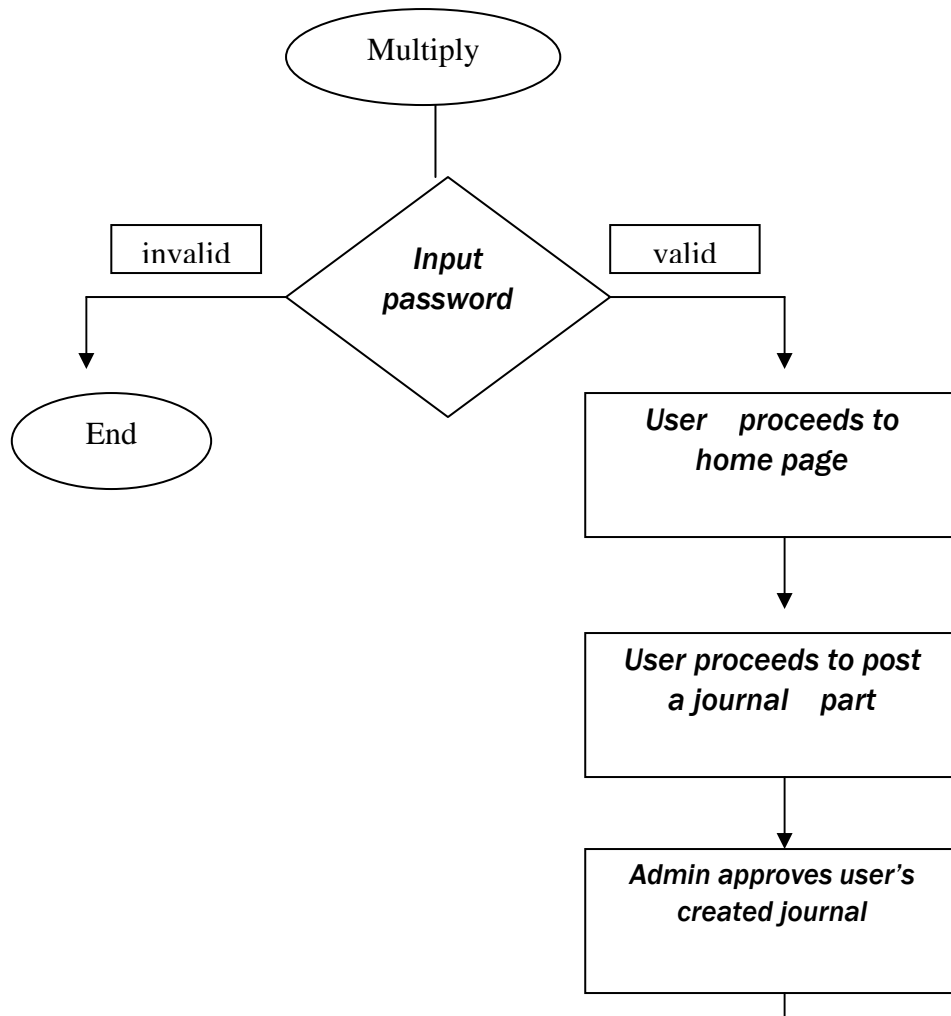 Multiply
invalid
valid
Input
password
End
User proceeds to
home page
User proceeds to post
a journal part
Admin approves user's
created journal